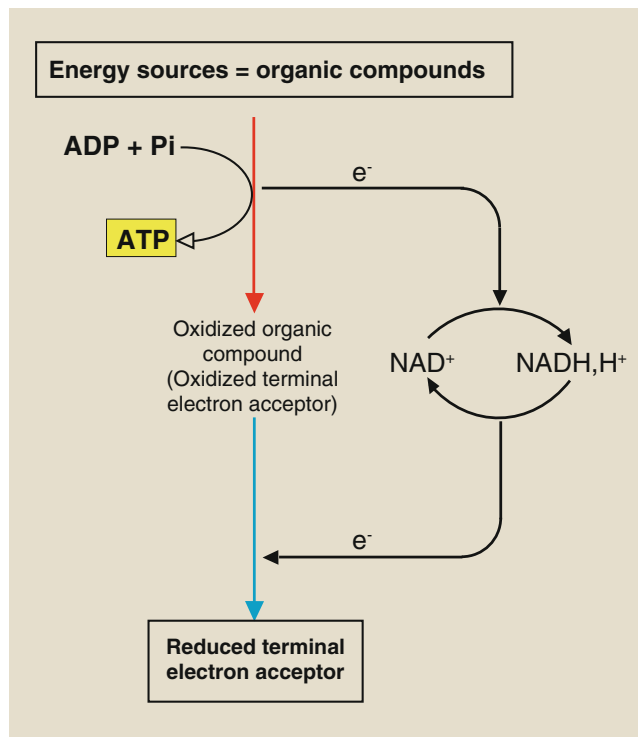 Energy sources = organic compounds
ADP + Pi
e⁻
ATP
Oxidized organic
compound
(Oxidized terminal
electron acceptor)
NAD⁺
NADH,H⁺
e⁻
Reduced terminal
electron acceptor